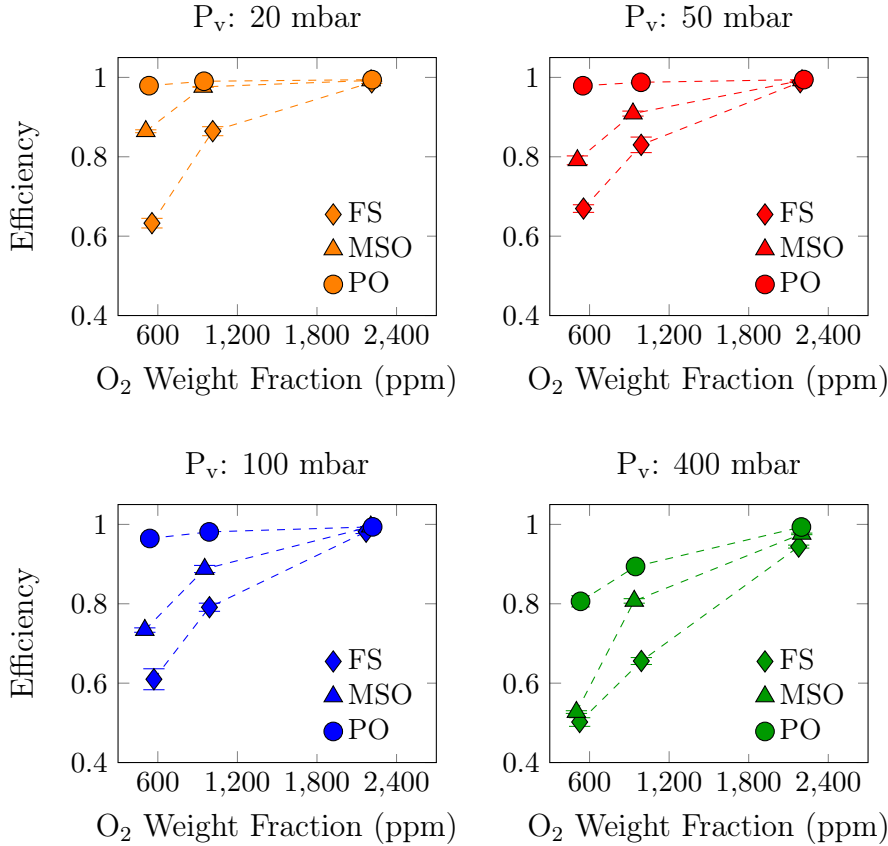 P_v: 20 mbar
Efficiency
1
0.8
0.6
0.4
600 1,200 1,800 2,400
O₂ Weight Fraction (ppm)
FS
MSO
PO
P_v: 50 mbar
1
0.8
0.6
0.4
600 1,200 1,800 2,400
O₂ Weight Fraction (ppm)
FS
MSO
PO
P_v: 100 mbar
Efficiency
1
0.8
0.6
0.4
600 1,200 1,800 2,400
O₂ Weight Fraction (ppm)
FS
MSO
PO
P_v: 400 mbar
1
0.8
0.6
0.4
600 1,200 1,800 2,400
O₂ Weight Fraction (ppm)
FS
MSO
PO